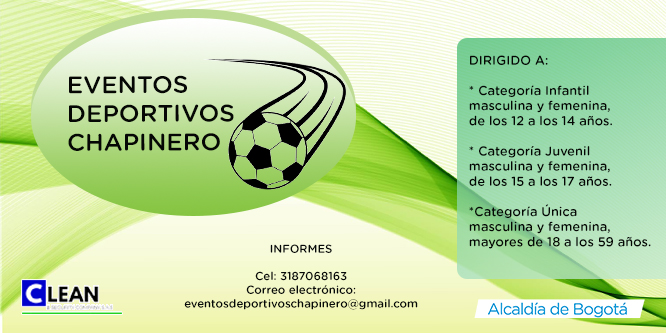 EVENTOS
DEPORTIVOS
CHAPINERO
DIRIGIDO A:
* Categoría Infantil
masculina y femenina,
de los 12 a los 14 años.
* Categoría Juvenil
masculina y femenina,
de los 15 a los 17 años.
*Categoría Única
masculina y femenina,
mayores de 18 a los 59 años.
INFORMES
Cel: 3187068163
Correo electrónico:
eventosdeportivoschapinero@gmail.com
CLEAN
Alcaldía de Bogotá